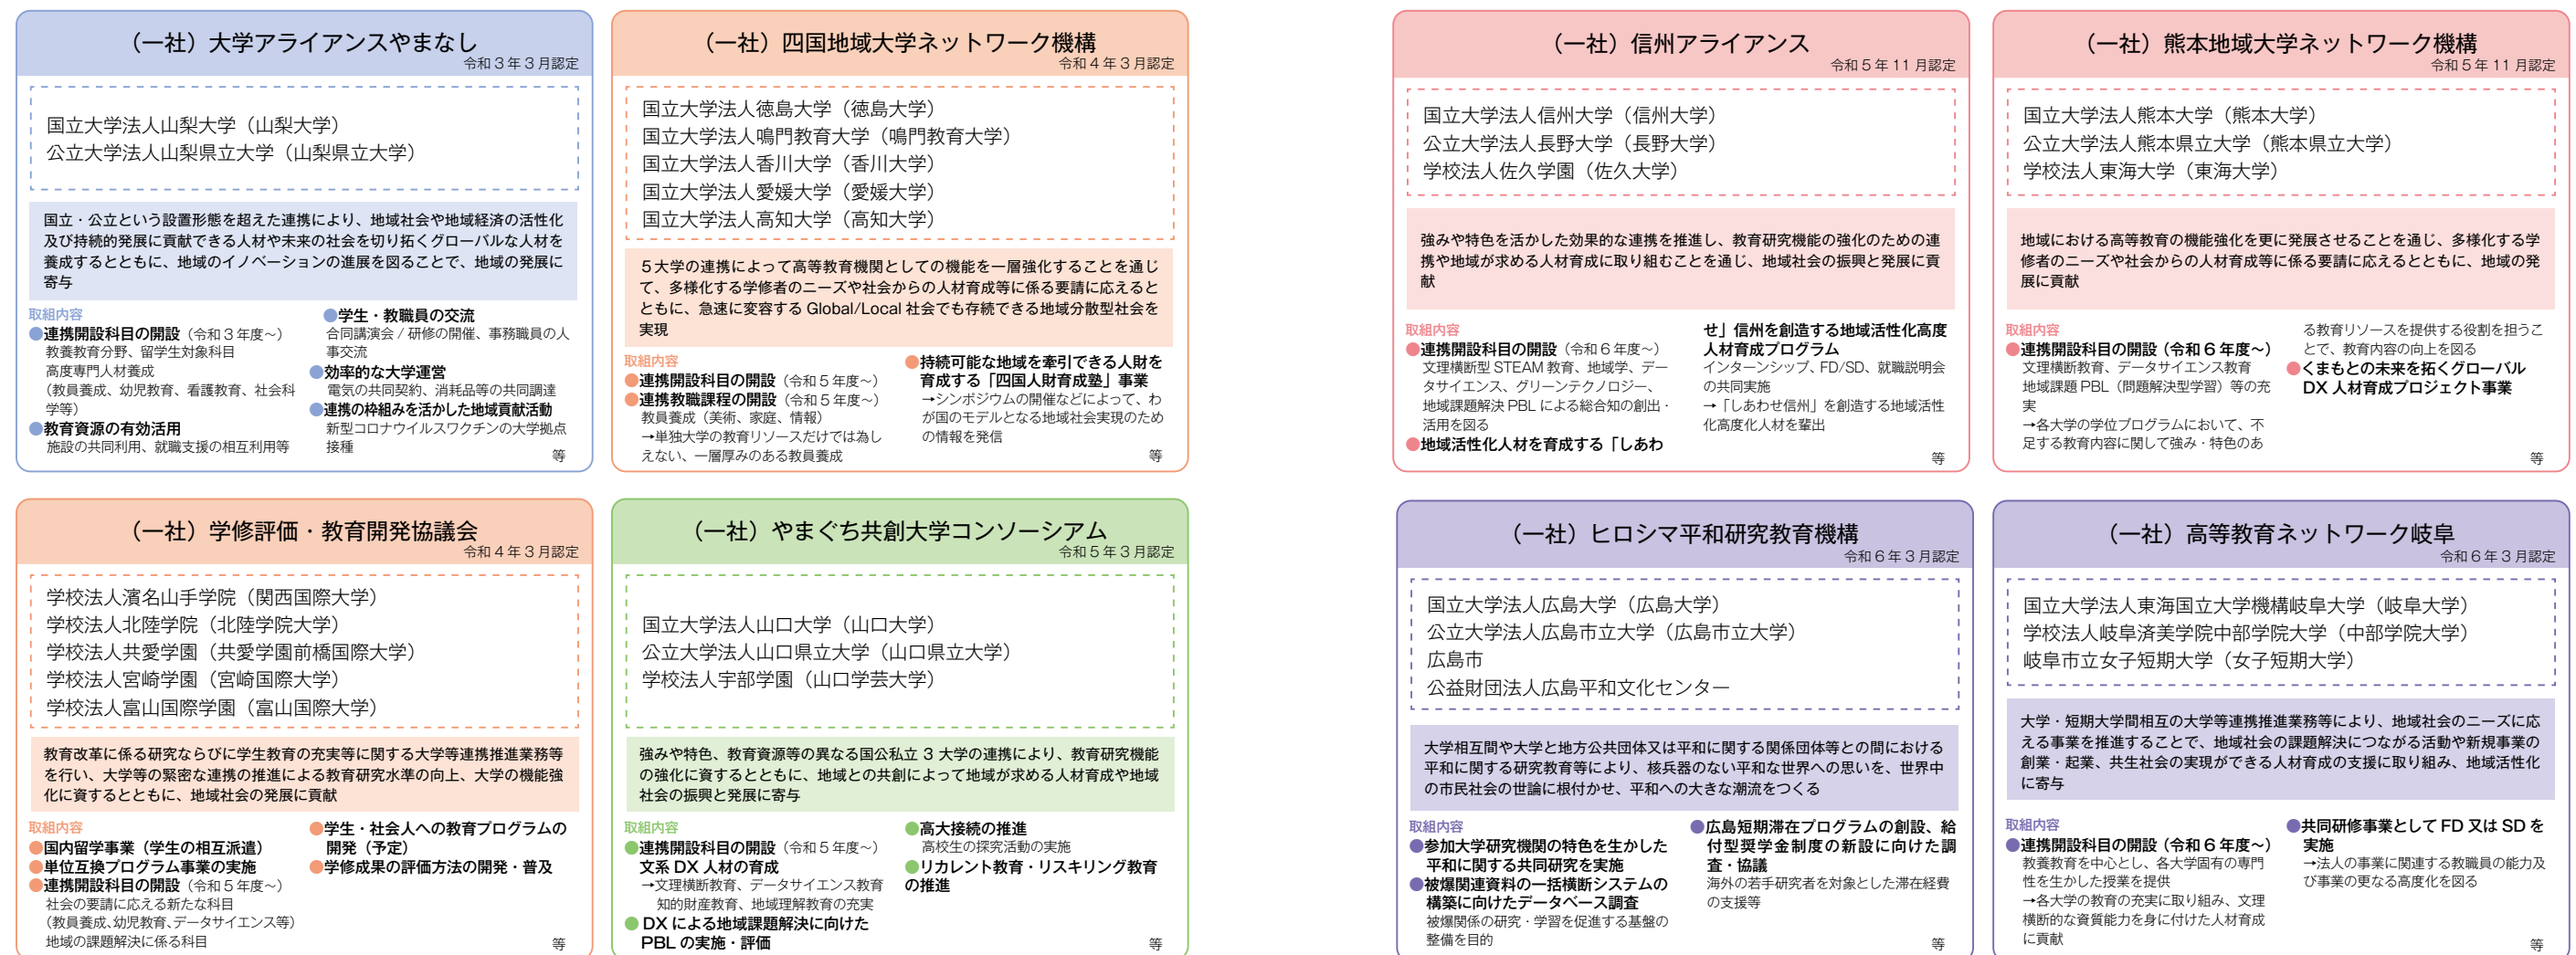 （一社）大学アライアンスやまなし
令和３年３月認定
国立大学法人山梨大学（山梨大学）
公立大学法人山梨県立大学（山梨県立大学）
国立・公立という設置形態を超えた連携により、地域社会や地域経済の活性化
及び持続的発展に貢献できる人材や未来の社会を切り拓くグローバルな人材を
養成するとともに、地域のイノベーションの進展を図ることで、地域の発展に
寄与
取組内容
●連携開設科目の開設（令和３年度～）
教養教育分野、留学生対象科目
高度専門人材養成
（教員養成、幼児教育、看護教育、社会科
学等）
●教育資源の有効活用
施設の共同利用、就職支援の相互利用等
●学生・教職員の交流
合同講演会 / 研修の開催、事務職員の人
事交流
●効率的な大学運営
電気の共同契約、消耗品等の共同調達
●連携の枠組みを活かした地域貢献活動
新型コロナウイルスワクチンの大学拠点
接種
等
（一社）四国地域大学ネットワーク機構
令和４年３月認定
国立大学法人徳島大学（徳島大学）
国立大学法人鳴門教育大学（鳴門教育大学）
国立大学法人香川大学（香川大学）
国立大学法人愛媛大学（愛媛大学）
国立大学法人高知大学（高知大学）
５大学の連携によって高等教育機関としての機能を一層強化することを通じ
て、多様化する学修者のニーズや社会からの人材育成等に係る要請に応えると
ともに、急速に変容する Global/Local 社会でも存続できる地域分散型社会を
実現
取組内容
●連携開設科目の開設（令和５年度～）
●連携教職課程の開設（令和５年度～）
教員養成（美術、家庭、情報）
→単独大学の教育リソースだけでは為し
えない、一層厚みのある教員養成
●持続可能な地域を牽引できる人財を
育成する「四国人財育成塾」事業
→シンポジウムの開催などによって、わ
が国のモデルとなる地域社会実現のため
の情報を発信
等
（一社）信州アライアンス
令和５年 11 月認定
国立大学法人信州大学（信州大学）
公立大学法人長野大学（長野大学）
学校法人佐久学園（佐久大学）
強みや特色を活かした効果的な連携を推進し、教育研究機能の強化のための連
携や地域が求める人材育成に取り組むことを通じ、地域社会の振興と発展に貢
献
取組内容
●連携開設科目の開設（令和６年度～）
文理横断型 STEAM 教育、地域学、デー
タサイエンス、グリーンテクノロジー、
地域課題解決 PBL による総合知の創出・
活用を図る
●地域活性化人材を育成する「しあわ
せ」信州を創造する地域活性化高度
人材育成プログラム
インターンシップ、FD/SD、就職説明会
の共同実施
→「しあわせ信州」を創造する地域活性
化高度化人材を輩出
等
（一社）熊本地域大学ネットワーク機構
令和５年 11 月認定
国立大学法人熊本大学（熊本大学）
公立大学法人熊本県立大学（熊本県立大学）
学校法人東海大学（東海大学）
地域における高等教育の機能強化を更に発展させることを通じ、多様化する学
修者のニーズや社会からの人材育成等に係る要請に応えるとともに、地域の発
展に貢献
取組内容
●連携開設科目の開設（令和６年度～）
文理横断教育、データサイエンス教育
地域課題 PBL（問題解決型学習）等の充
実
→各大学の学位プログラムにおいて、不
足する教育内容に関して強み・特色のあ
る教育リソースを提供する役割を担うこ
とで、教育内容の向上を図る
●くまもとの未来を拓くグローバル
DX 人材育成プロジェクト事業
等
（一社）学修評価・教育開発協議会
令和４年３月認定
学校法人濱名山手学院（関西国際大学）
学校法人北陸学院（北陸学院大学）
学校法人共愛学園（共愛学園前橋国際大学）
学校法人宮崎学園（宮崎国際大学）
学校法人富山国際学園（富山国際大学）
教育改革に係る研究ならびに学生教育の充実等に関する大学等連携推進業務等
を行い、大学等の緊密な連携の推進による教育研究水準の向上、大学の機能強
化に資するとともに、地域社会の発展に貢献
取組内容
●国内留学事業（学生の相互派遣）
●単位互換プログラム事業の実施
●連携開設科目の開設（令和５年度～）
社会の要請に応える新たな科目
（教員養成、幼児教育、データサイエンス等）
地域の課題解決に係る科目
●学生・社会人への教育プログラムの
開発（予定）
●学修成果の評価方法の開発・普及
等
（一社）やまぐち共創大学コンソーシアム
令和５年３月認定
国立大学法人山口大学（山口大学）
公立大学法人山口県立大学（山口県立大学）
学校法人宇部学園（山口学芸大学）
強みや特色、教育資源等の異なる国公私立 3 大学の連携により、教育研究機能
の強化に資するとともに、地域との共創によって地域が求める人材育成や地域
社会の振興と発展に寄与
取組内容
●連携開設科目の開設（令和５年度～）
文系 DX 人材の育成
→文理横断教育、データサイエンス教育
知的財産教育、地域理解教育の充実
● DX による地域課題解決に向けた
PBL の実施・評価
●高大接続の推進
高校生の探究活動の実施
●リカレント教育・リスキリング教育
の推進
等
（一社）ヒロシマ平和研究教育機構
令和６年３月認定
国立大学法人広島大学（広島大学）
公立大学法人広島市立大学（広島市立大学）
広島市
公益財団法人広島平和文化センター
大学相互間や大学と地方公共団体又は平和に関する関係団体等との間における
平和に関する研究教育等により、核兵器のない平和な世界への思いを、世界中
の市民社会の世論に根付かせ、平和への大きな潮流をつくる
取組内容
●参加大学研究機関の特色を生かした
平和に関する共同研究を実施
●被爆関連資料の一括横断システムの
構築に向けたデータベース調査
被爆関係の研究・学習を促進する基盤の
整備を目的
●広島短期滞在プログラムの創設、給
付型奨学金制度の新設に向けた調
査・協議
海外の若手研究者を対象とした滞在経費
の支援等
等
（一社）高等教育ネットワーク岐阜
令和６年３月認定
国立大学法人東海国立大学機構岐阜大学（岐阜大学）
学校法人岐阜済美学院中部学院大学（中部学院大学）
岐阜市立女子短期大学（女子短期大学）
大学・短期大学間相互の大学等連携推進業務等により、地域社会のニーズに応
える事業を推進することで、地域社会の課題解決につながる活動や新規事業の
創業・起業、共生社会の実現ができる人材育成の支援に取り組み、地域活性化
に寄与
取組内容
●連携開設科目の開設（令和６年度～）
教養教育を中心とし、各大学固有の専門
性を生かした授業を提供
→各大学の教育の充実に取り組み、文理
横断的な資質能力を身に付けた人材育成
に貢献
●共同研修事業として FD 又は SD を
実施
→法人の事業に関連する教職員の能力及
び事業の更なる高度化を図る
等